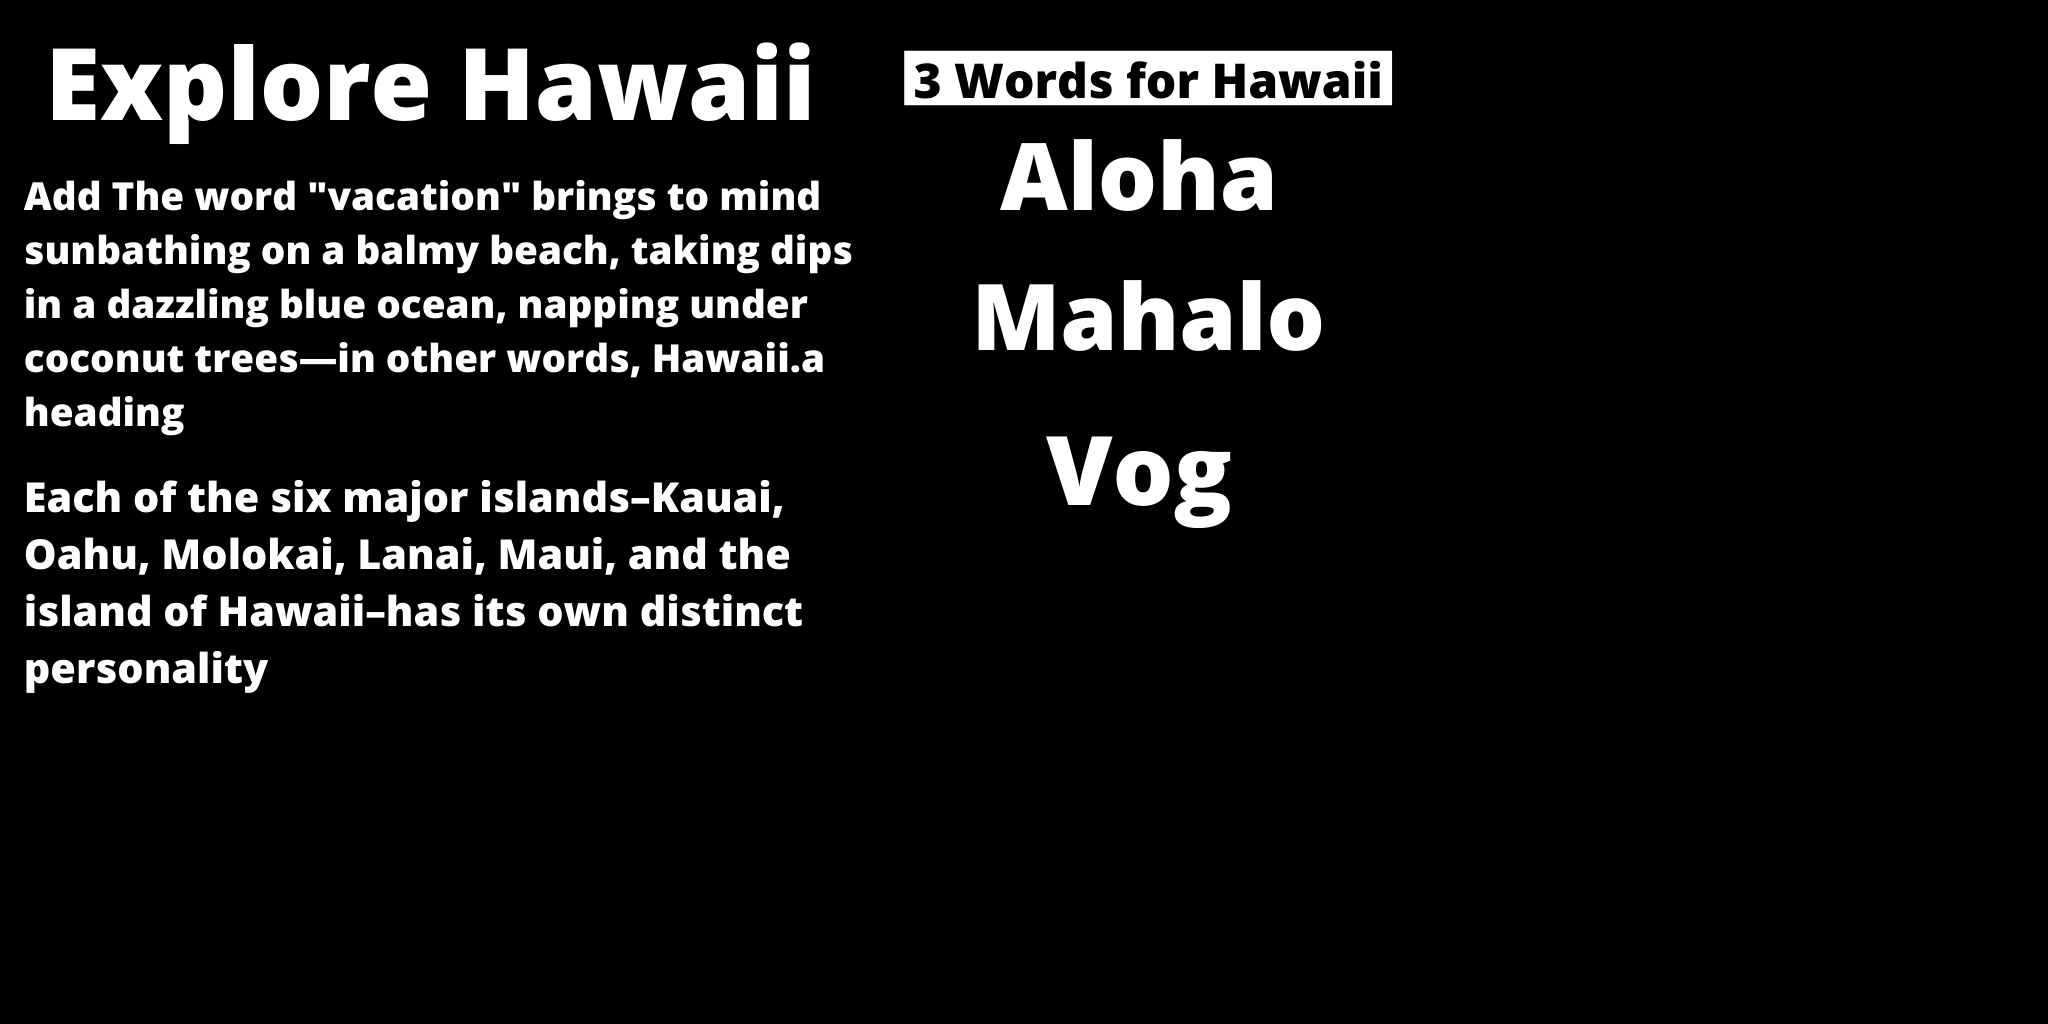 Explore Hawaii
Add The word "vacation" brings to mind
sunbathing on a balmy beach, taking dips
in a dazzling blue ocean, napping under
coconut trees—in other words, Hawaii.a
heading
Each of the six major islands–Kauai,
Oahu, Molokai, Lanai, Maui, and the
island of Hawaii–has its own distinct
personality
3 Words for Hawaii
Aloha
Mahalo
Vog